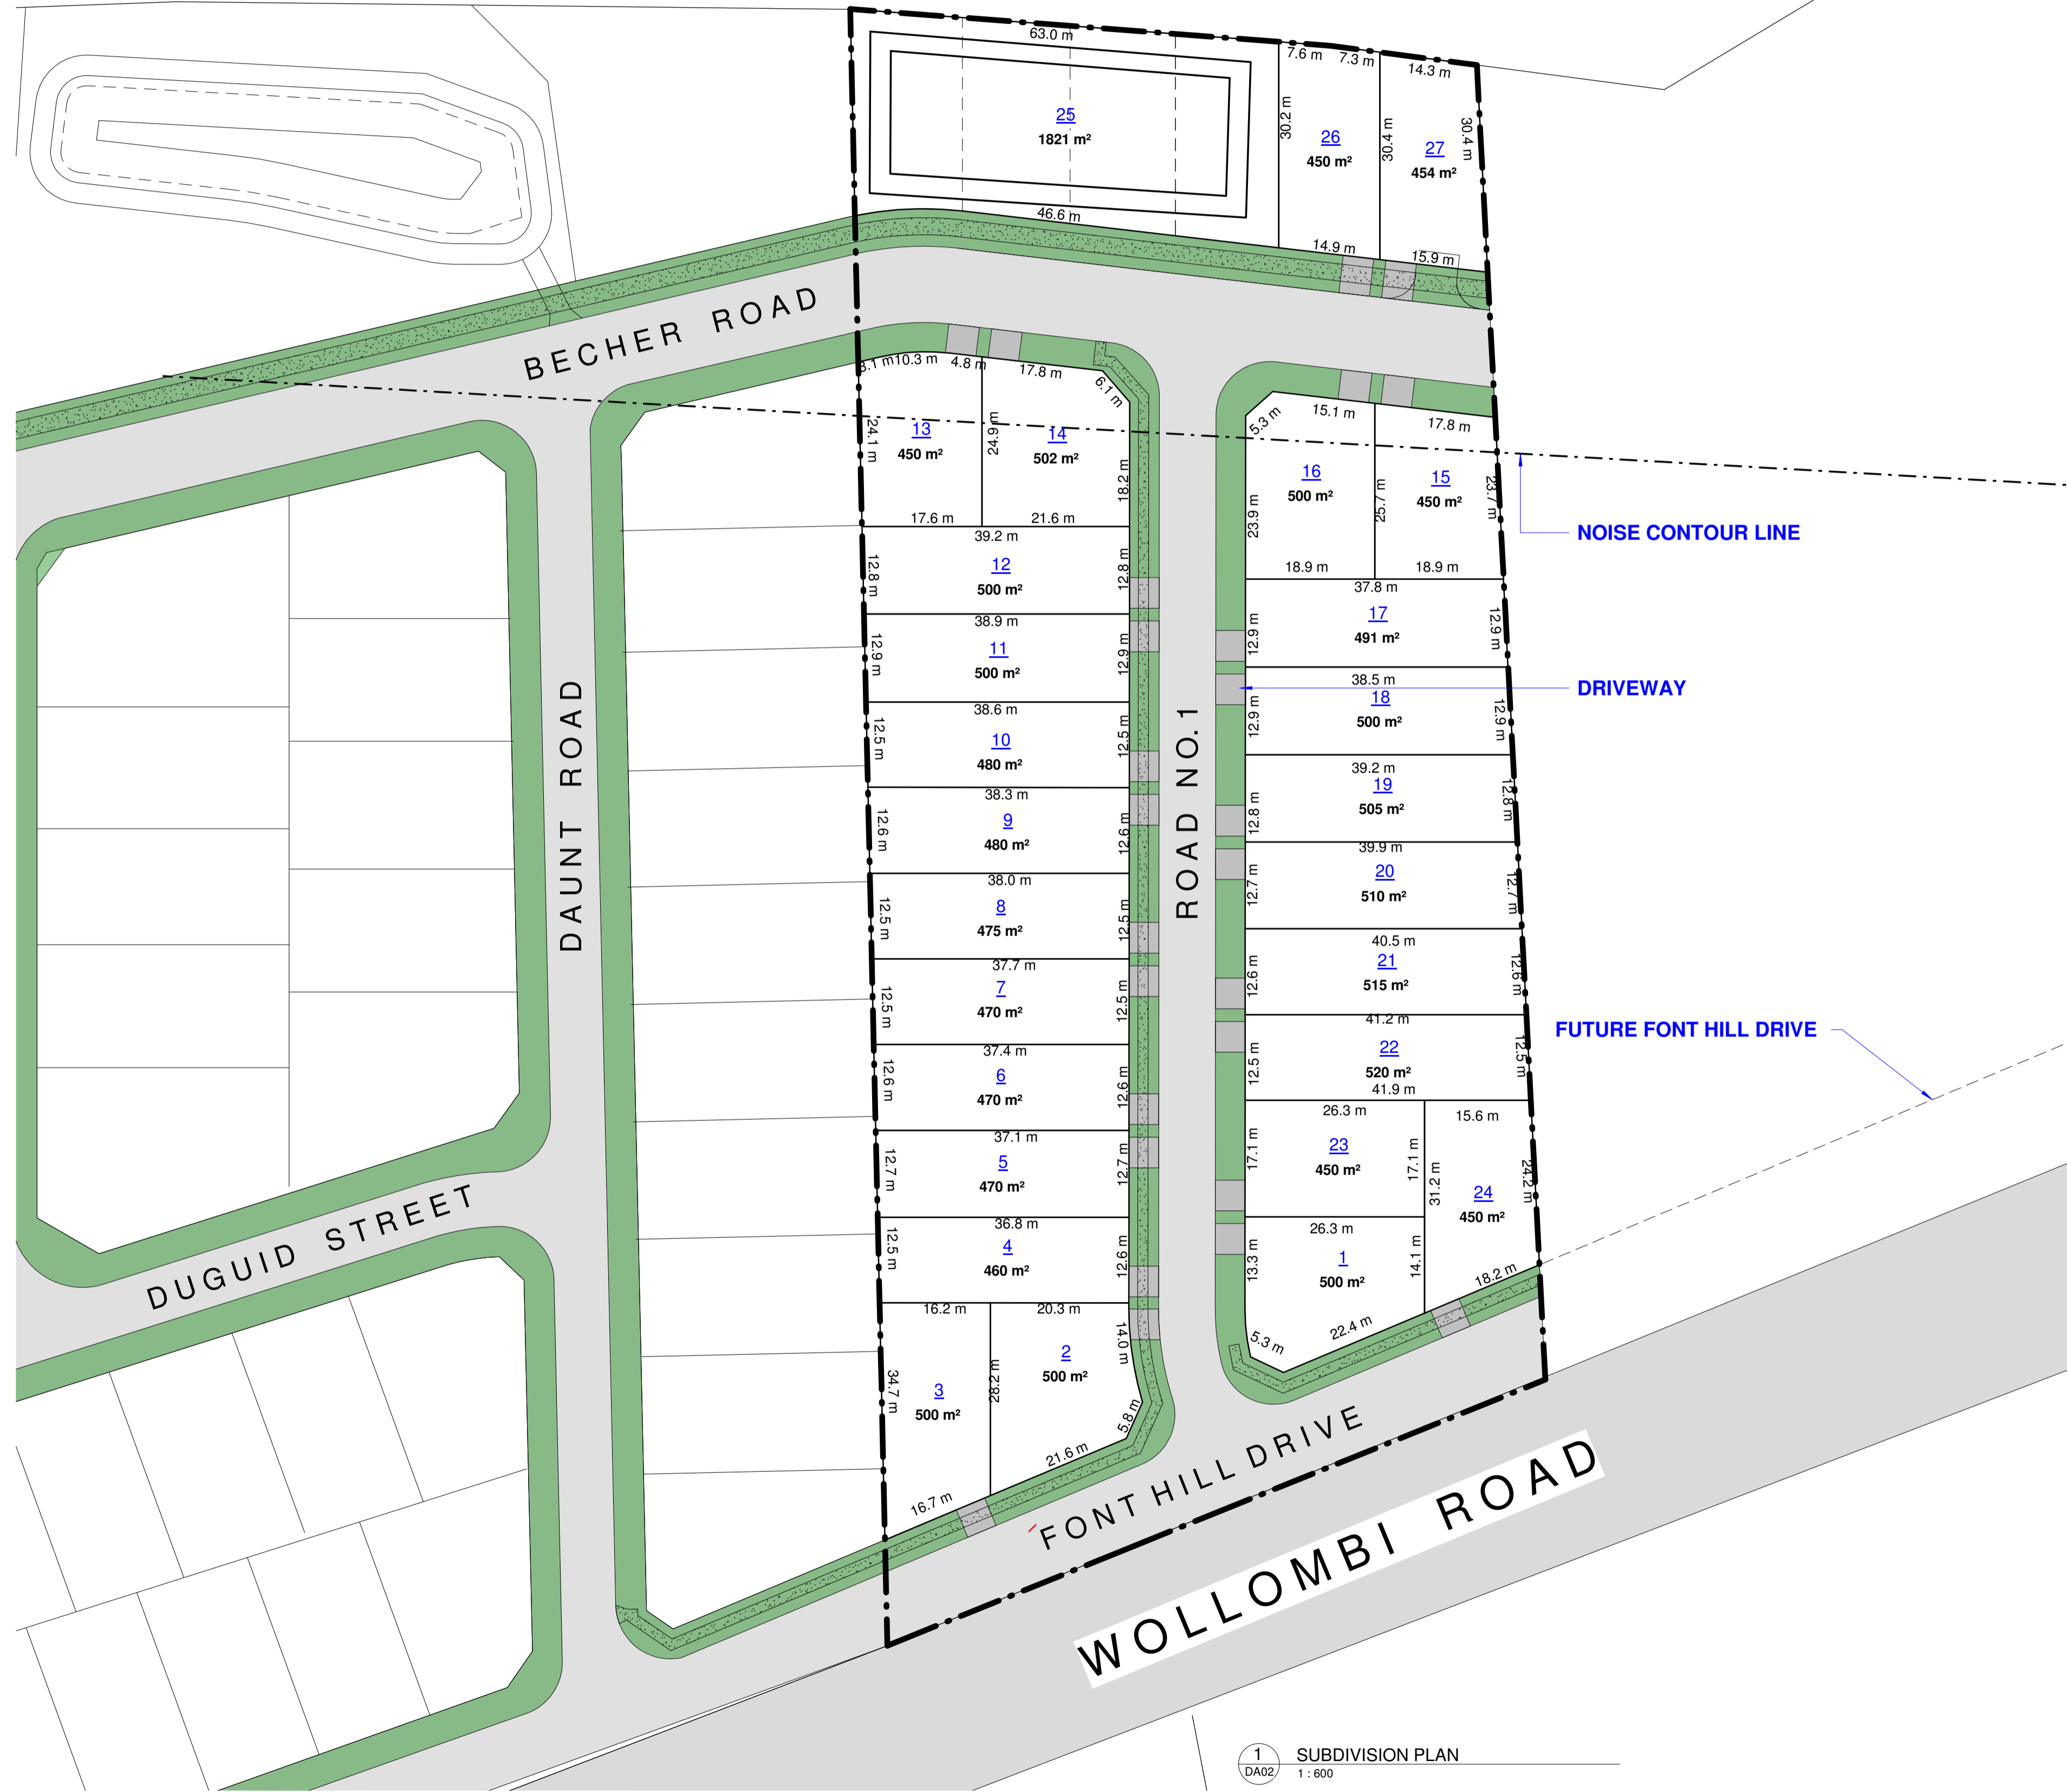 63.0 m
7.6 m
7.3 m
14.3 m
25
1821 m²
30.2 m
26
450 m²
30.4 m
27
454 m²
30.4 m
46.6 m
14.9 m
15.9 m
BECHER ROAD
10.3 m
4.8 m
17.8 m
6.1 m
24.1 m
13
450 m²
24.9 m
14
502 m²
18.2 m
17.6 m
21.6 m
5.3 m
15.1 m
17.8 m
16
500 m²
15
450 m²
23.9 m
25.7 m
23.7 m
18.9 m
18.9 m
NOISE CONTOUR LINE
39.2 m
12.8 m
12
500 m²
12.8 m
37.8 m
12.9 m
17
491 m²
12.9 m
38.9 m
12.9 m
11
500 m²
12.9 m
38.5 m
12.9 m
18
500 m²
12.9 m
DRIVEWAY
38.6 m
12.5 m
10
480 m²
12.5 m
39.2 m
12.8 m
19
505 m²
12.8 m
DAUNT ROAD
ROAD NO. 1
38.3 m
12.6 m
9
480 m²
12.6 m
39.9 m
12.7 m
20
510 m²
12.7 m
38.0 m
12.5 m
8
475 m²
12.5 m
40.5 m
12.6 m
21
515 m²
12.6 m
37.7 m
12.5 m
7
470 m²
12.5 m
41.2 m
12.5 m
22
520 m²
12.5 m
41.9 m
FUTURE FONT HILL DRIVE
37.4 m
12.6 m
6
470 m²
12.6 m
26.3 m
15.6 m
17.1 m
23
450 m²
17.1 m
31.2 m
24
450 m²
24.2 m
37.1 m
12.7 m
5
470 m²
12.7 m
26.3 m
13.3 m
1
500 m²
14.1 m
18.2 m
5.3 m
22.4 m
DUGUID STREET
36.8 m
12.5 m
4
460 m²
12.6 m
16.2 m
20.3 m
34.7 m
3
500 m²
28.2 m
2
500 m²
14.0 m
5.8 m
21.6 m
16.7 m
FONT HILL DRIVE
WOLLOMBI ROAD
1
DA02
SUBDIVISION PLAN
1 : 600